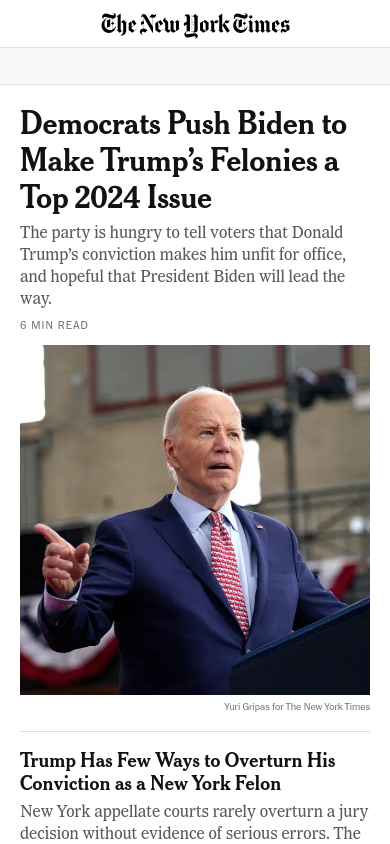 The New York Times
Democrats Push Biden to
Make Trump’s Felonies a
Top 2024 Issue
The party is hungry to tell voters that Donald
Trump’s conviction makes him unfit for office,
and hopeful that President Biden will lead the
way.
6 MIN READ
Yuri Gripas for The New York Times
Trump Has Few Ways to Overturn His
Conviction as a New York Felon
New York appellate courts rarely overturn a jury
decision without evidence of serious errors. The